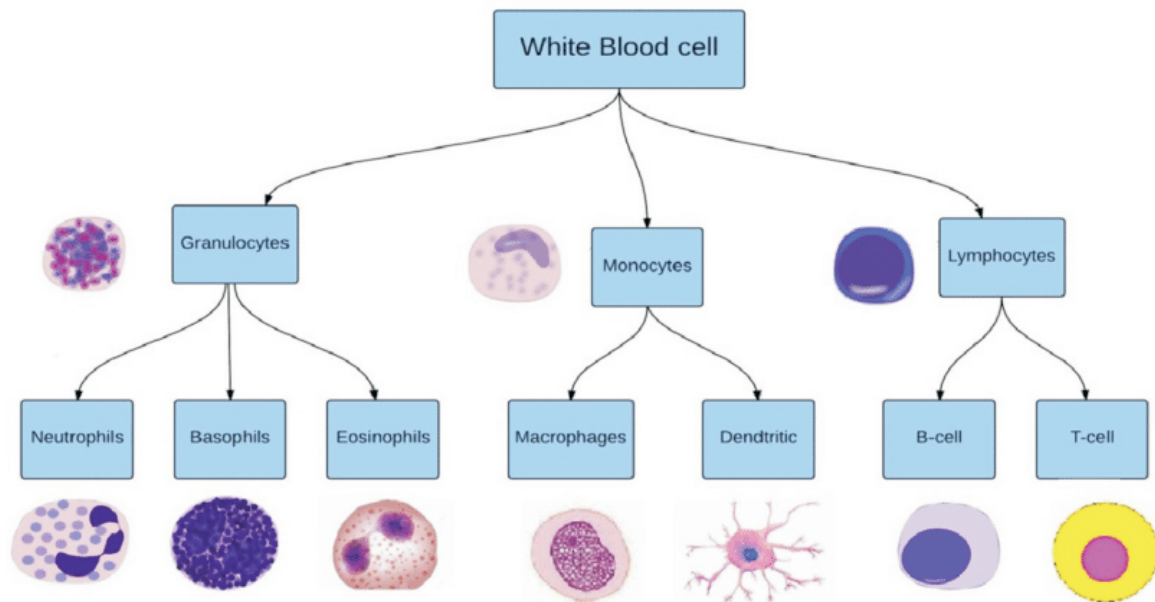 White Blood cell
Granulocytes
Monocytes
Lymphocytes
Neutrophils
Basophils
Eosinophils
Macrophages
Dendtritic
B-cell
T-cell